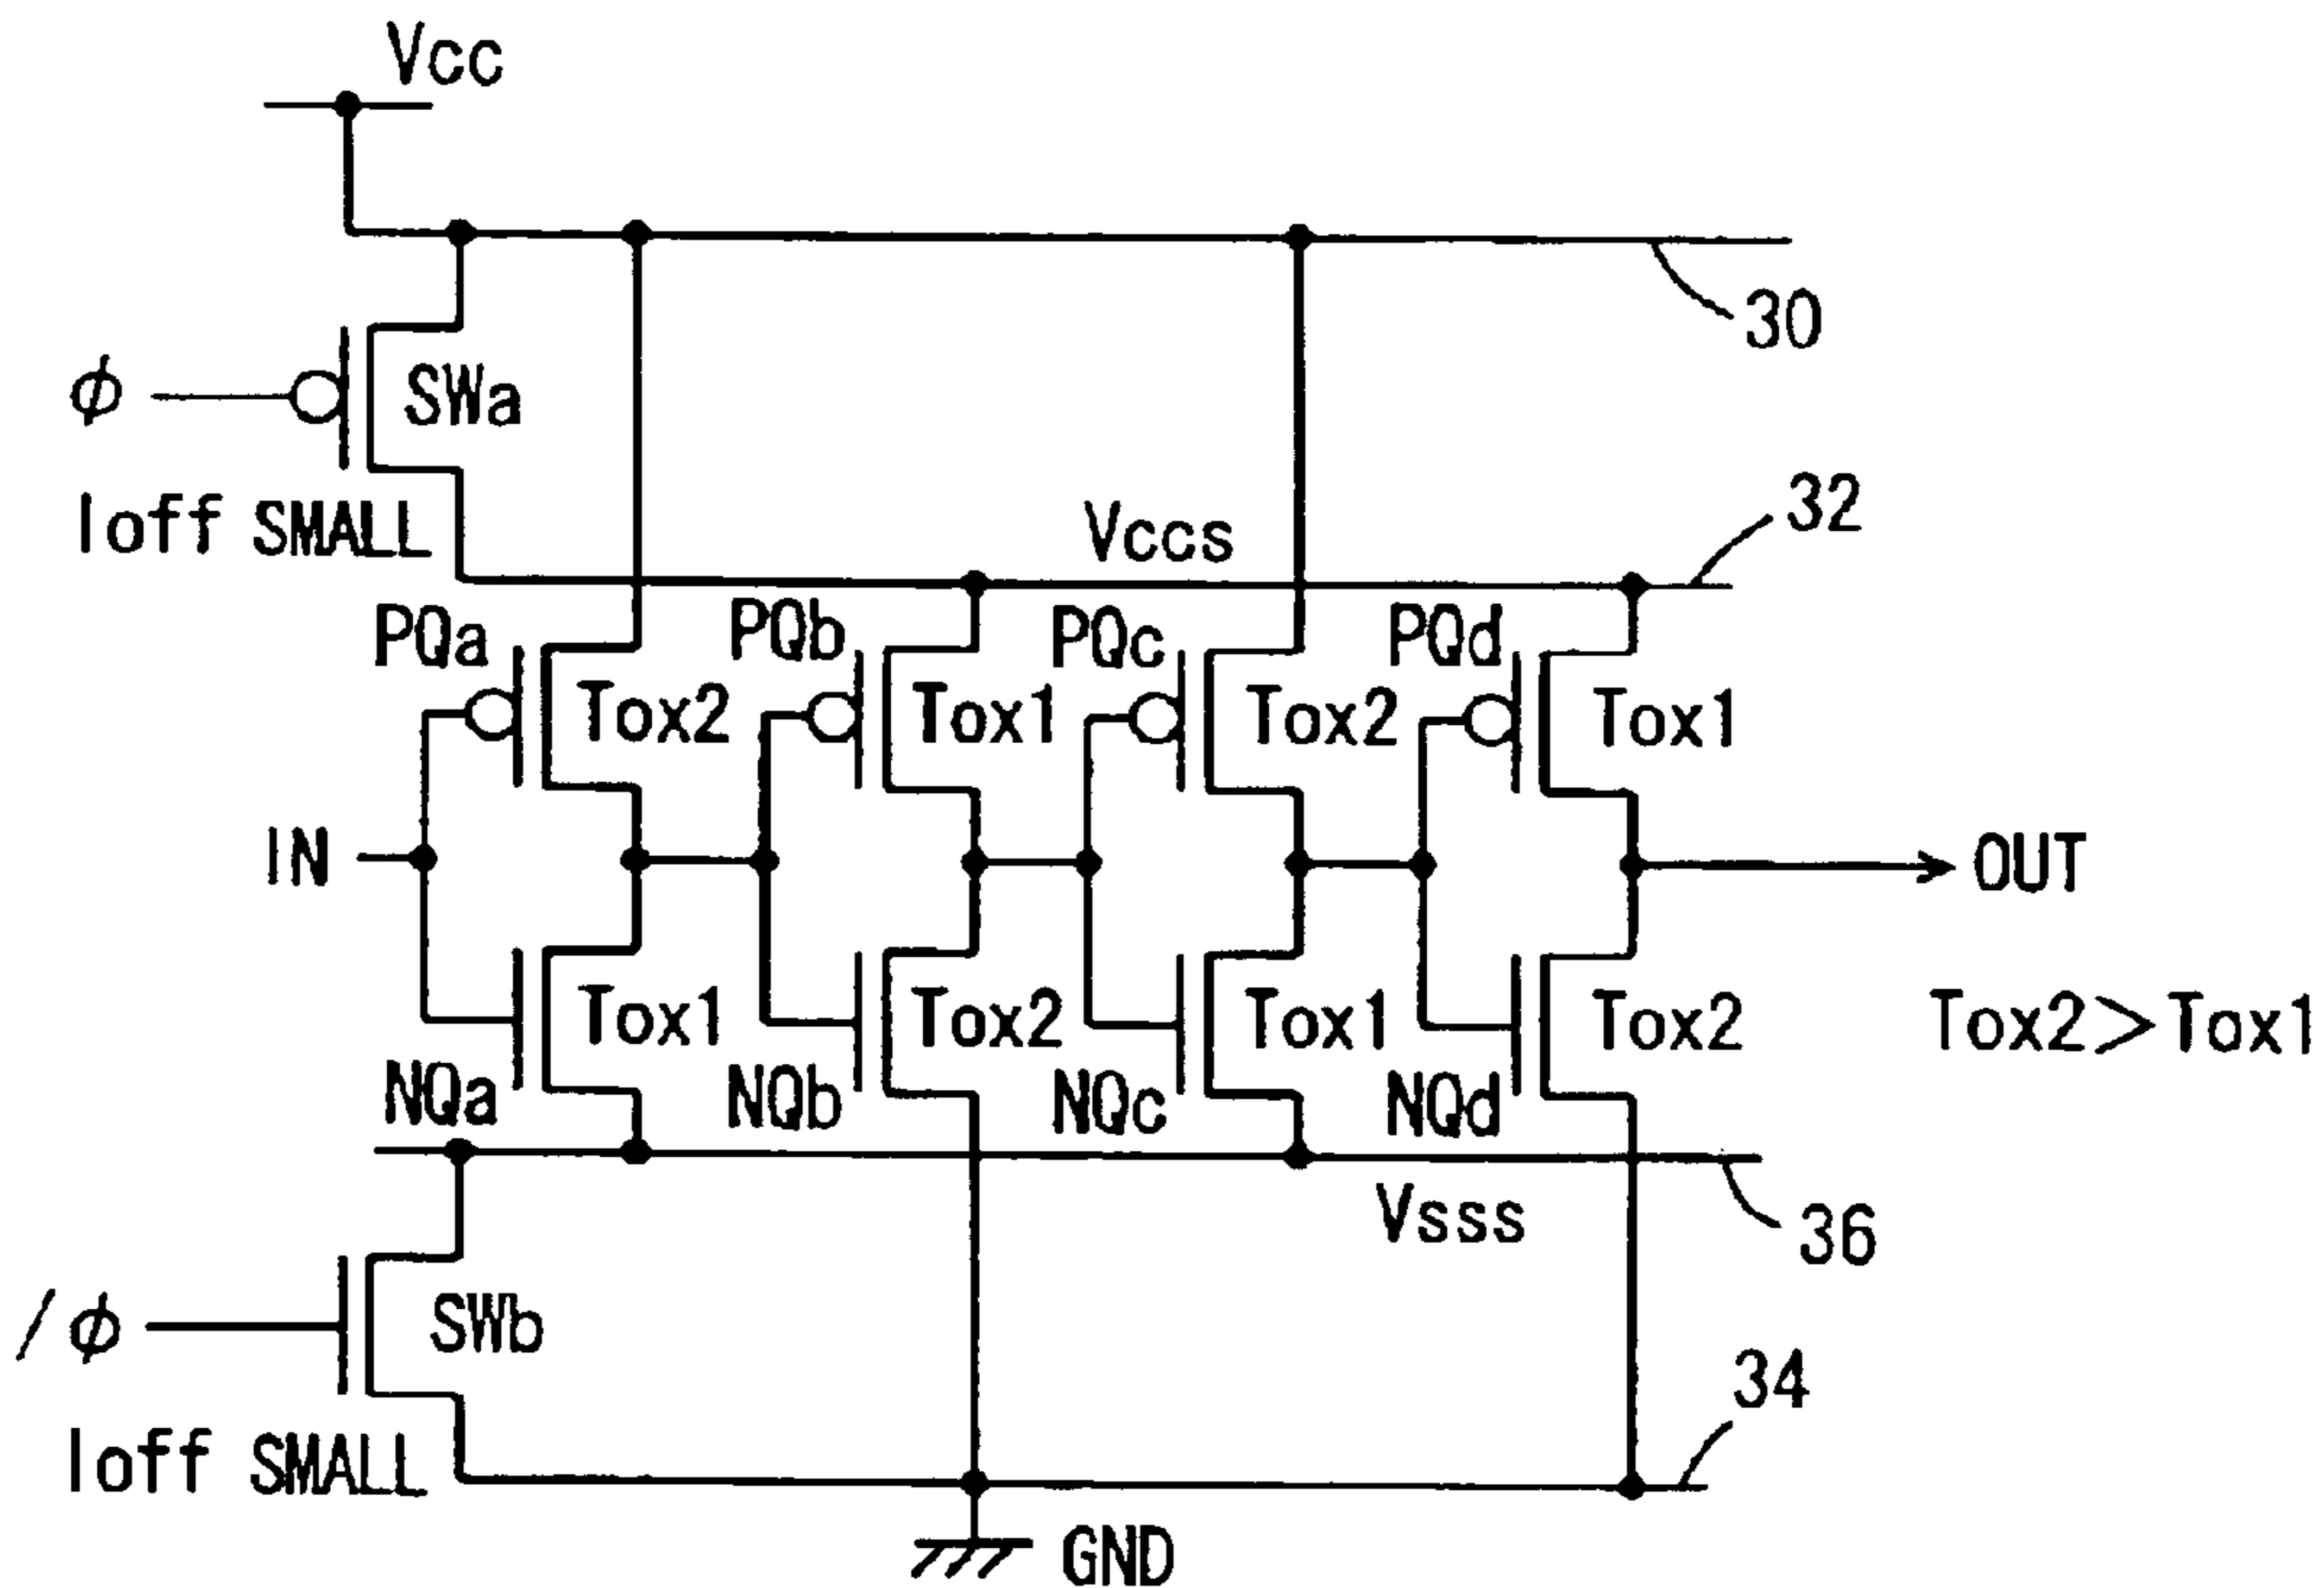 Vcc
30
φ
SWa
Ioff SMALL
Vccs
32
PQa
PQb
PQc
PQd
Tox2
Tox1
Tox2
Tox1
IN
OUT
Tox1
Tox2
Tox1
Tox2
Tox2>Tox1
NQa
NQb
NQc
NQd
Vsss
36
/φ
SWb
34
Ioff SMALL
GND